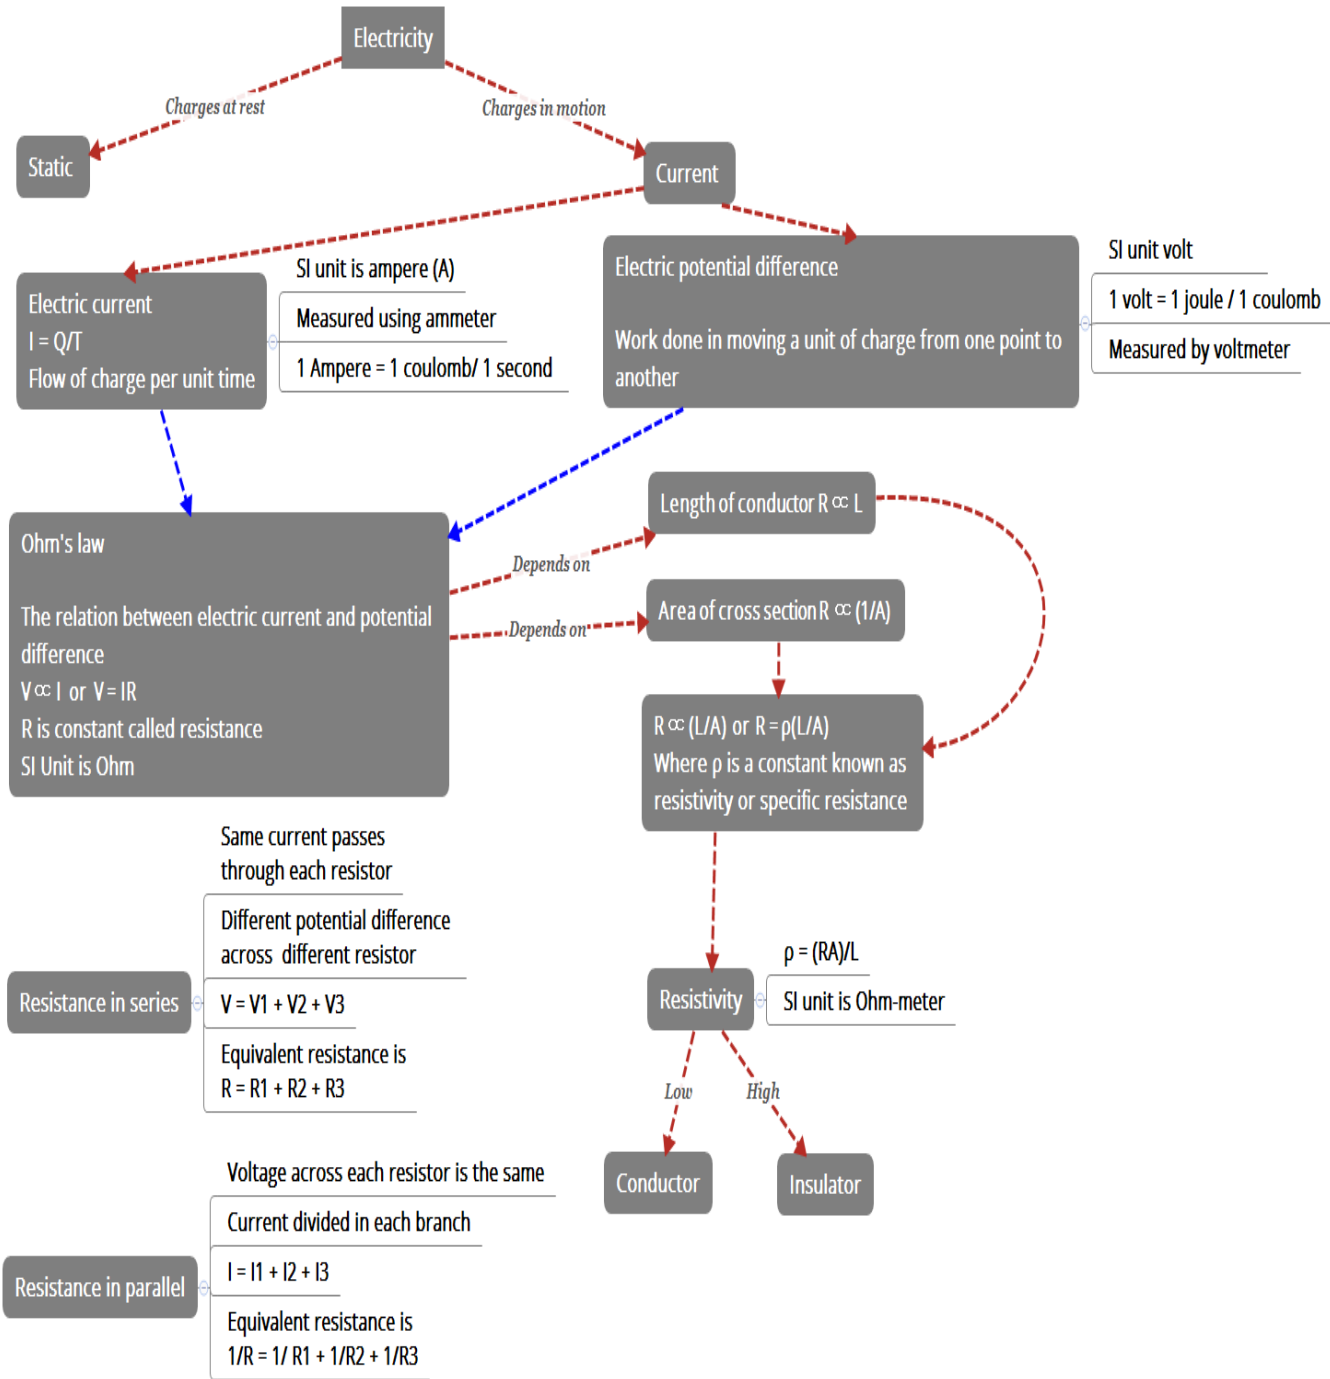 Electricity
Charges at rest
Charges in motion
Static
Current
Electric current
I = Q/T
Flow of charge per unit time
SI unit is ampere (A)
Measured using ammeter
1 Ampere = 1 coulomb/ 1 second
Electric potential difference
Work done in moving a unit of charge from one point to
another
SI unit volt
1 volt = 1 joule / 1 coulomb
Measured by voltmeter
Ohm's law
The relation between electric current and potential
difference
V ∝ I or V = IR
R is constant called resistance
SI Unit is Ohm
Depends on
Length of conductor R ∝ L
Depends on
Area of cross section R ∝ (1/A)
R ∝ (L/A) or R = ρ(L/A)
Where ρ is a constant known as
resistivity or specific resistance
Resistivity
ρ = (RA)/L
SI unit is Ohm-meter
Low
High
Conductor
Insulator
Resistance in series
Same current passes
through each resistor
Different potential difference
across different resistor
V = V1 + V2 + V3
Equivalent resistance is
R = R1 + R2 + R3
Resistance in parallel
Voltage across each resistor is the same
Current divided in each branch
I = I1 + I2 + I3
Equivalent resistance is
1/R = 1/ R1 + 1/R2 + 1/R3